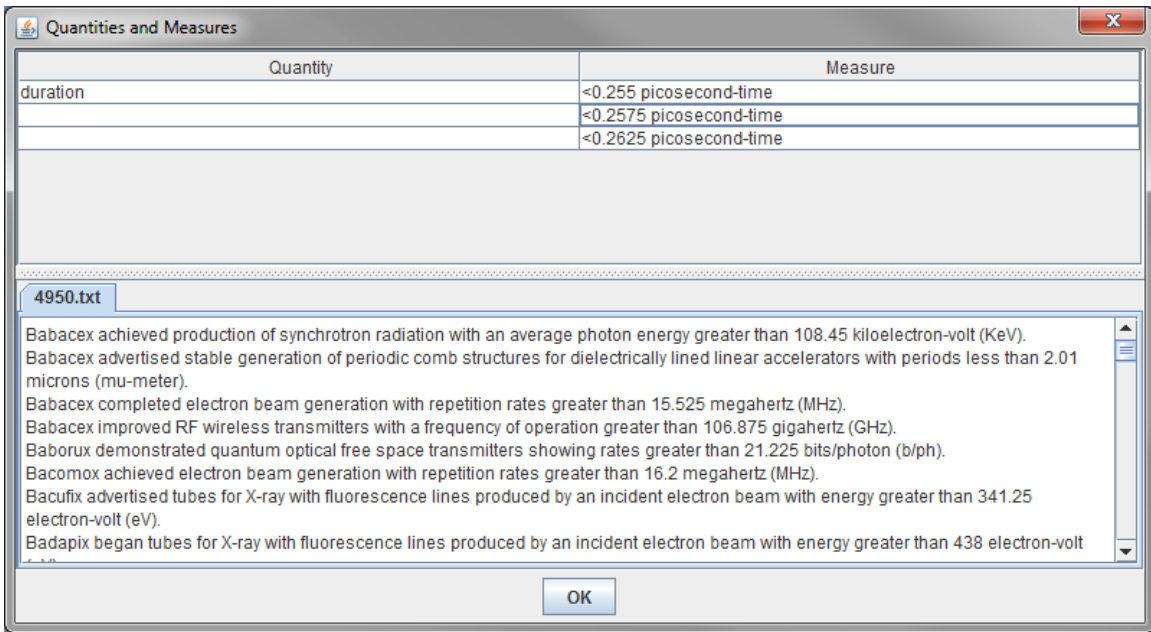 Quantities and Measures
Quantity Measure
duration <0.255 picosecond-time
<0.2575 picosecond-time
<0.2625 picosecond-time
4950.txt
Babacex achieved production of synchrotron radiation with an average photon energy greater than 108.45 kiloelectron-volt (KeV).
Babacex advertised stable generation of periodic comb structures for dielectrically lined linear accelerators with periods less than 2.01
microns (mu-meter).
Babacex completed electron beam generation with repetition rates greater than 15.525 megahertz (MHz).
Babacex improved RF wireless transmitters with a frequency of operation greater than 106.875 gigahertz (GHz).
Baborux demonstrated quantum optical free space transmitters showing rates greater than 21.225 bits/photon (b/ph).
Bacomox achieved electron beam generation with repetition rates greater than 16.2 megahertz (MHz).
Bacufix advertised tubes for X-ray with fluorescence lines produced by an incident electron beam with energy greater than 341.25
electron-volt (eV).
Badapix began tubes for X-ray with fluorescence lines produced by an incident electron beam with energy greater than 438 electron-volt
OK